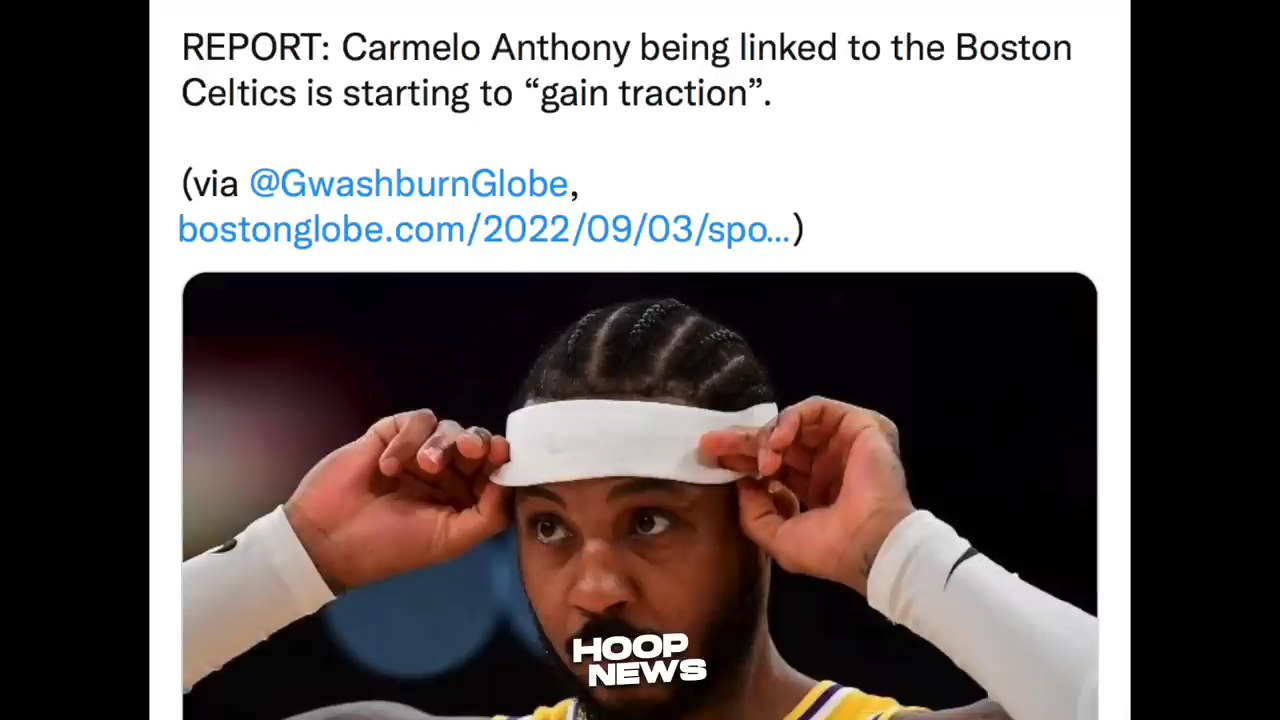 REPORT: Carmelo Anthony being linked to the Boston
Celtics is starting to “gain traction”.
(via @GwashburnGlobe,
bostonglobe.com/2022/09/03/spo...)
HOOP
NEWS